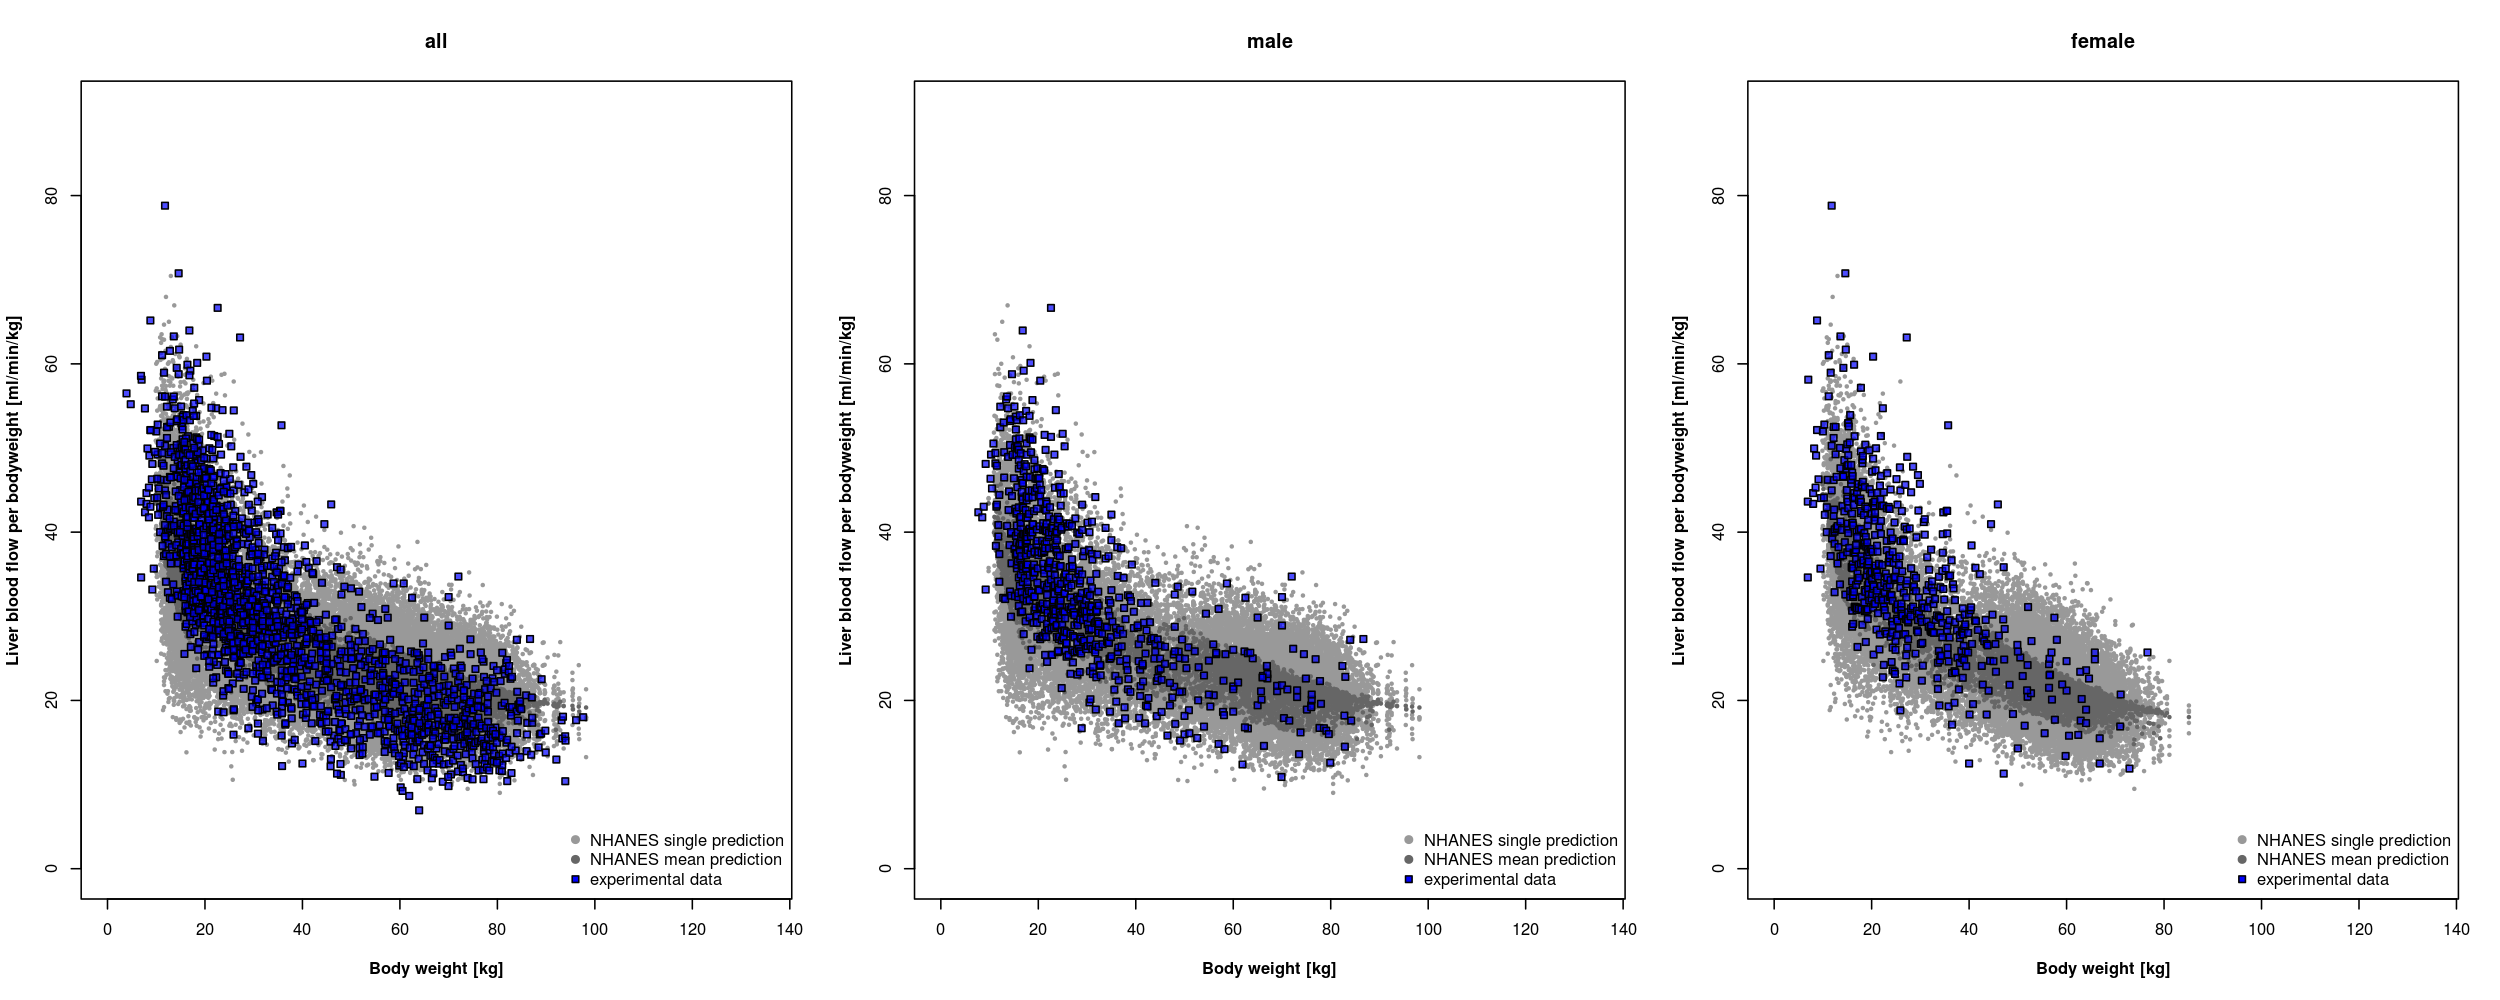 all
Liver blood flow per bodyweight [ml/min/kg]
80
60
40
20
0
NHANES single prediction
NHANES mean prediction
experimental data
0 20 40 60 80 100 120 140
Body weight [kg]
male
Liver blood flow per bodyweight [ml/min/kg]
80
60
40
20
0
NHANES single prediction
NHANES mean prediction
experimental data
0 20 40 60 80 100 120 140
Body weight [kg]
female
Liver blood flow per bodyweight [ml/min/kg]
80
60
40
20
0
NHANES single prediction
NHANES mean prediction
experimental data
0 20 40 60 80 100 120 140
Body weight [kg]